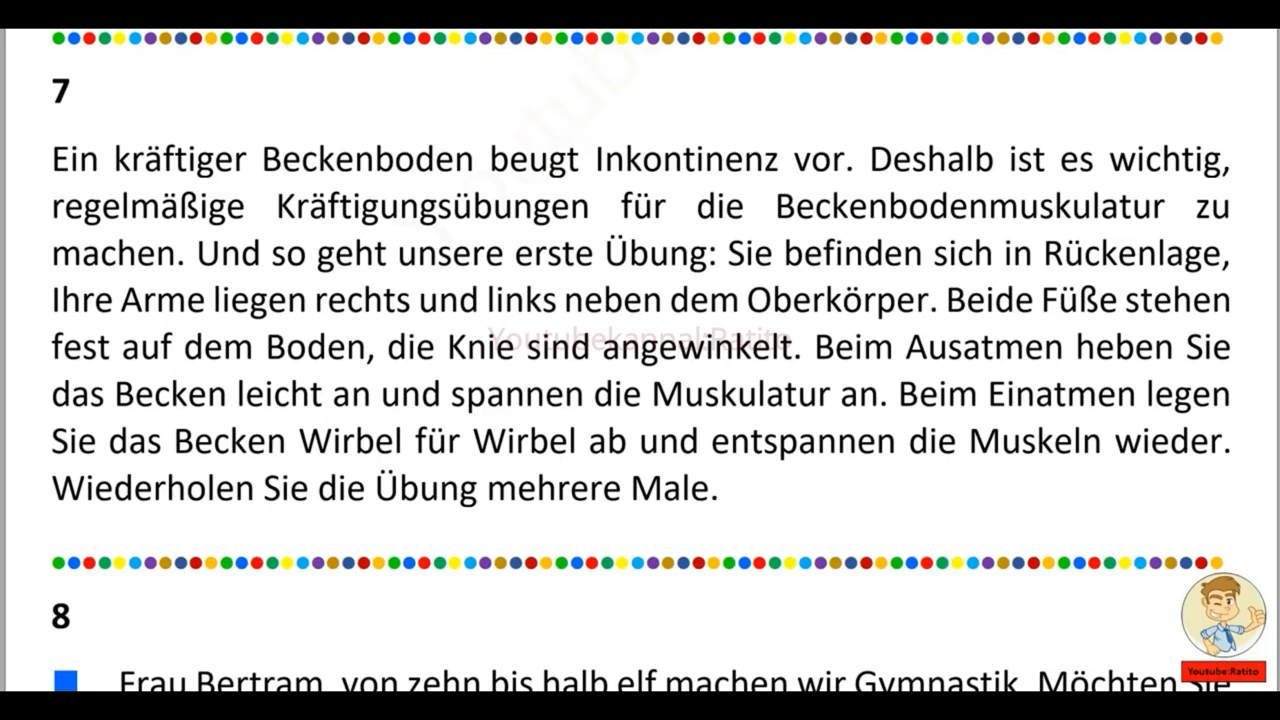 7
Ein kräftiger Beckenboden beugt Inkontinenz vor. Deshalb ist es wichtig,
regelmäßige Kräftigungsübungen für die Beckenbodenmuskulatur zu
machen. Und so geht unsere erste Übung: Sie befinden sich in Rückenlage,
Ihre Arme liegen rechts und links neben dem Oberkörper. Beide Füße stehen
Youtubekannal:Ratito
fest auf dem Boden, die Knie sind angewinkelt. Beim Ausatmen heben Sie
das Becken leicht an und spannen die Muskulatur an. Beim Einatmen legen
Sie das Becken Wirbel für Wirbel ab und entspannen die Muskeln wieder.
Wiederholen Sie die Übung mehrere Male.
8
Youtube:Ratito
Frau Bertram, von zehn bis halb elf machen wir Gymnastik. Möchten Sie